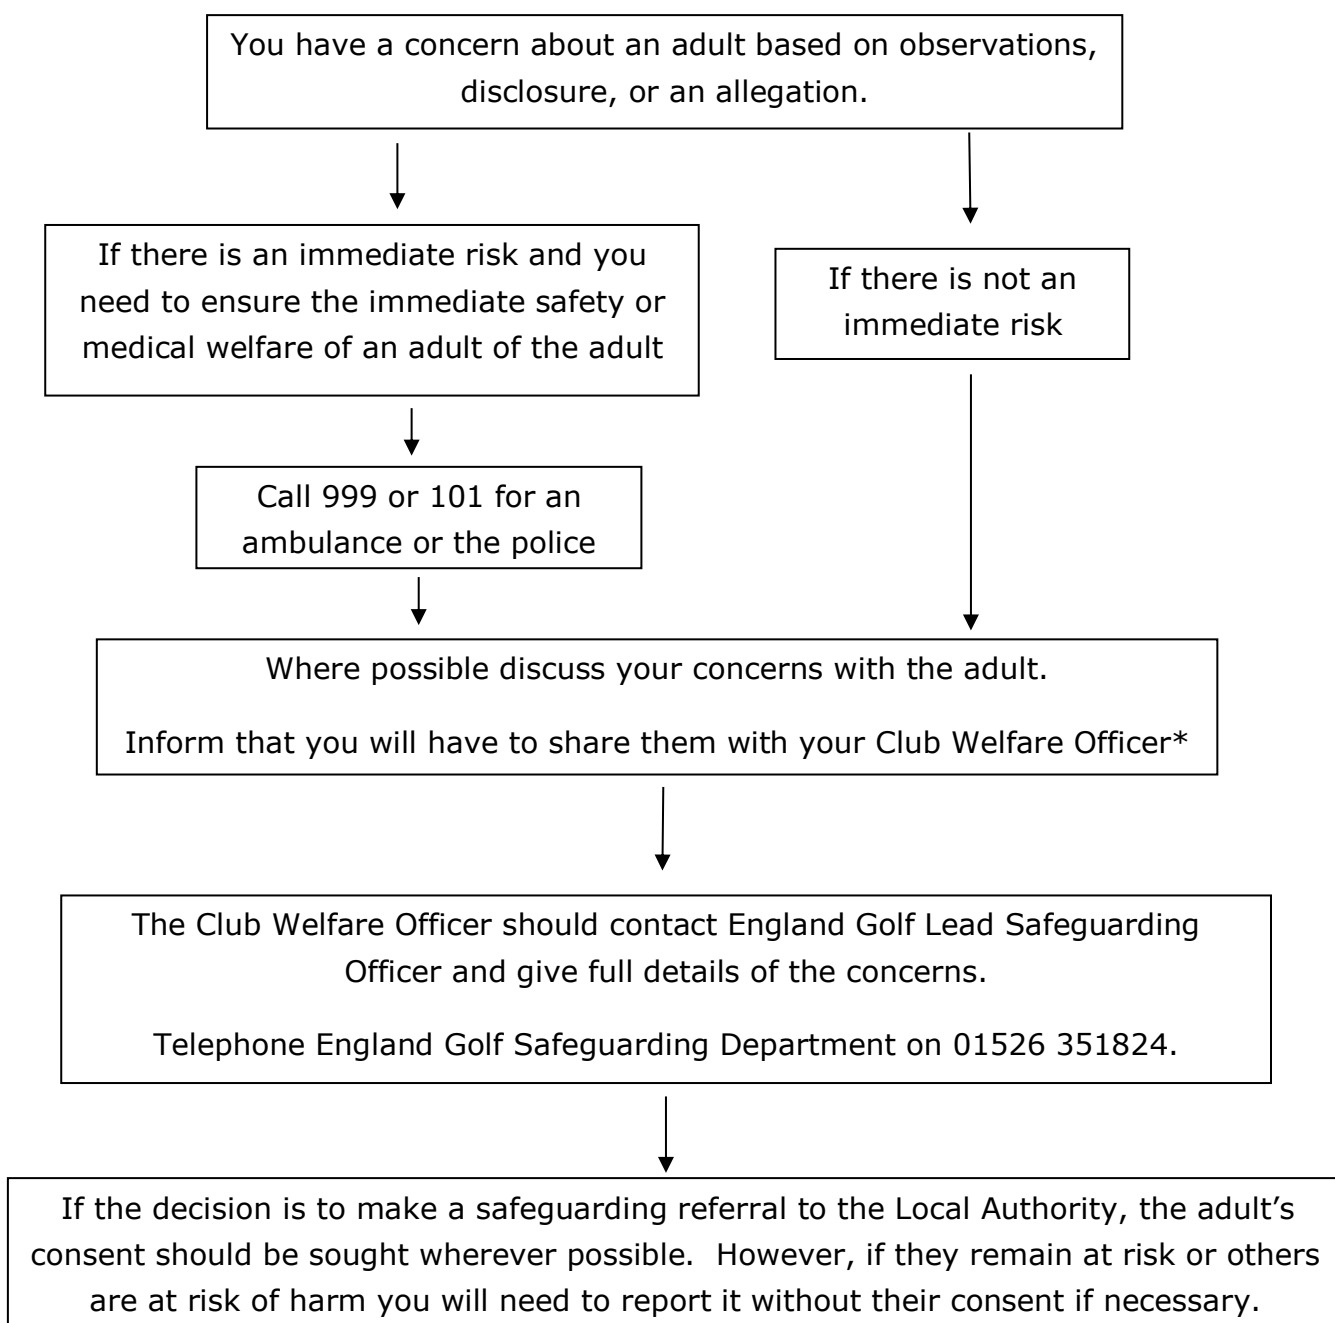 You have a concern about an adult based on observations,
disclosure, or an allegation.
If there is an immediate risk and you
need to ensure the immediate safety or
medical welfare of an adult of the adult
If there is not an
immediate risk
Call 999 or 101 for an
ambulance or the police
Where possible discuss your concerns with the adult.
Inform that you will have to share them with your Club Welfare Officer*
The Club Welfare Officer should contact England Golf Lead Safeguarding
Officer and give full details of the concerns.
Telephone England Golf Safeguarding Department on 01526 351824.
If the decision is to make a safeguarding referral to the Local Authority, the adult’s
consent should be sought wherever possible.  However, if they remain at risk or others
are at risk of harm you will need to report it without their consent if necessary.